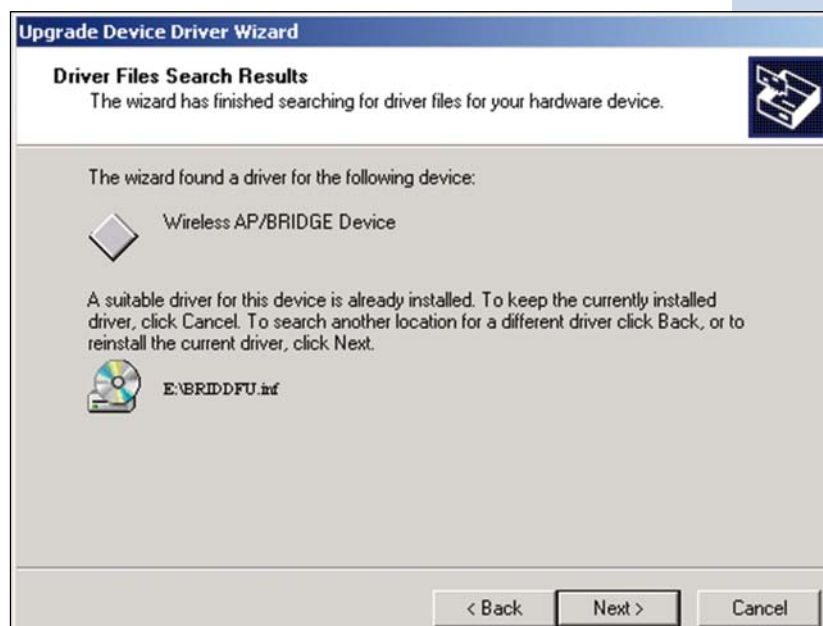 Upgrade Device Driver Wizard
Driver Files Search Results
The wizard has finished searching for driver files for your hardware device.
The wizard found a driver for the following device:
Wireless AP/BRIDGE Device
A suitable driver for this device is already installed. To keep the currently installed
driver, click Cancel. To search another location for a different driver click Back, or to
reinstall the current driver, click Next.
E:\BRIDDFU.inf
< Back Next > Cancel